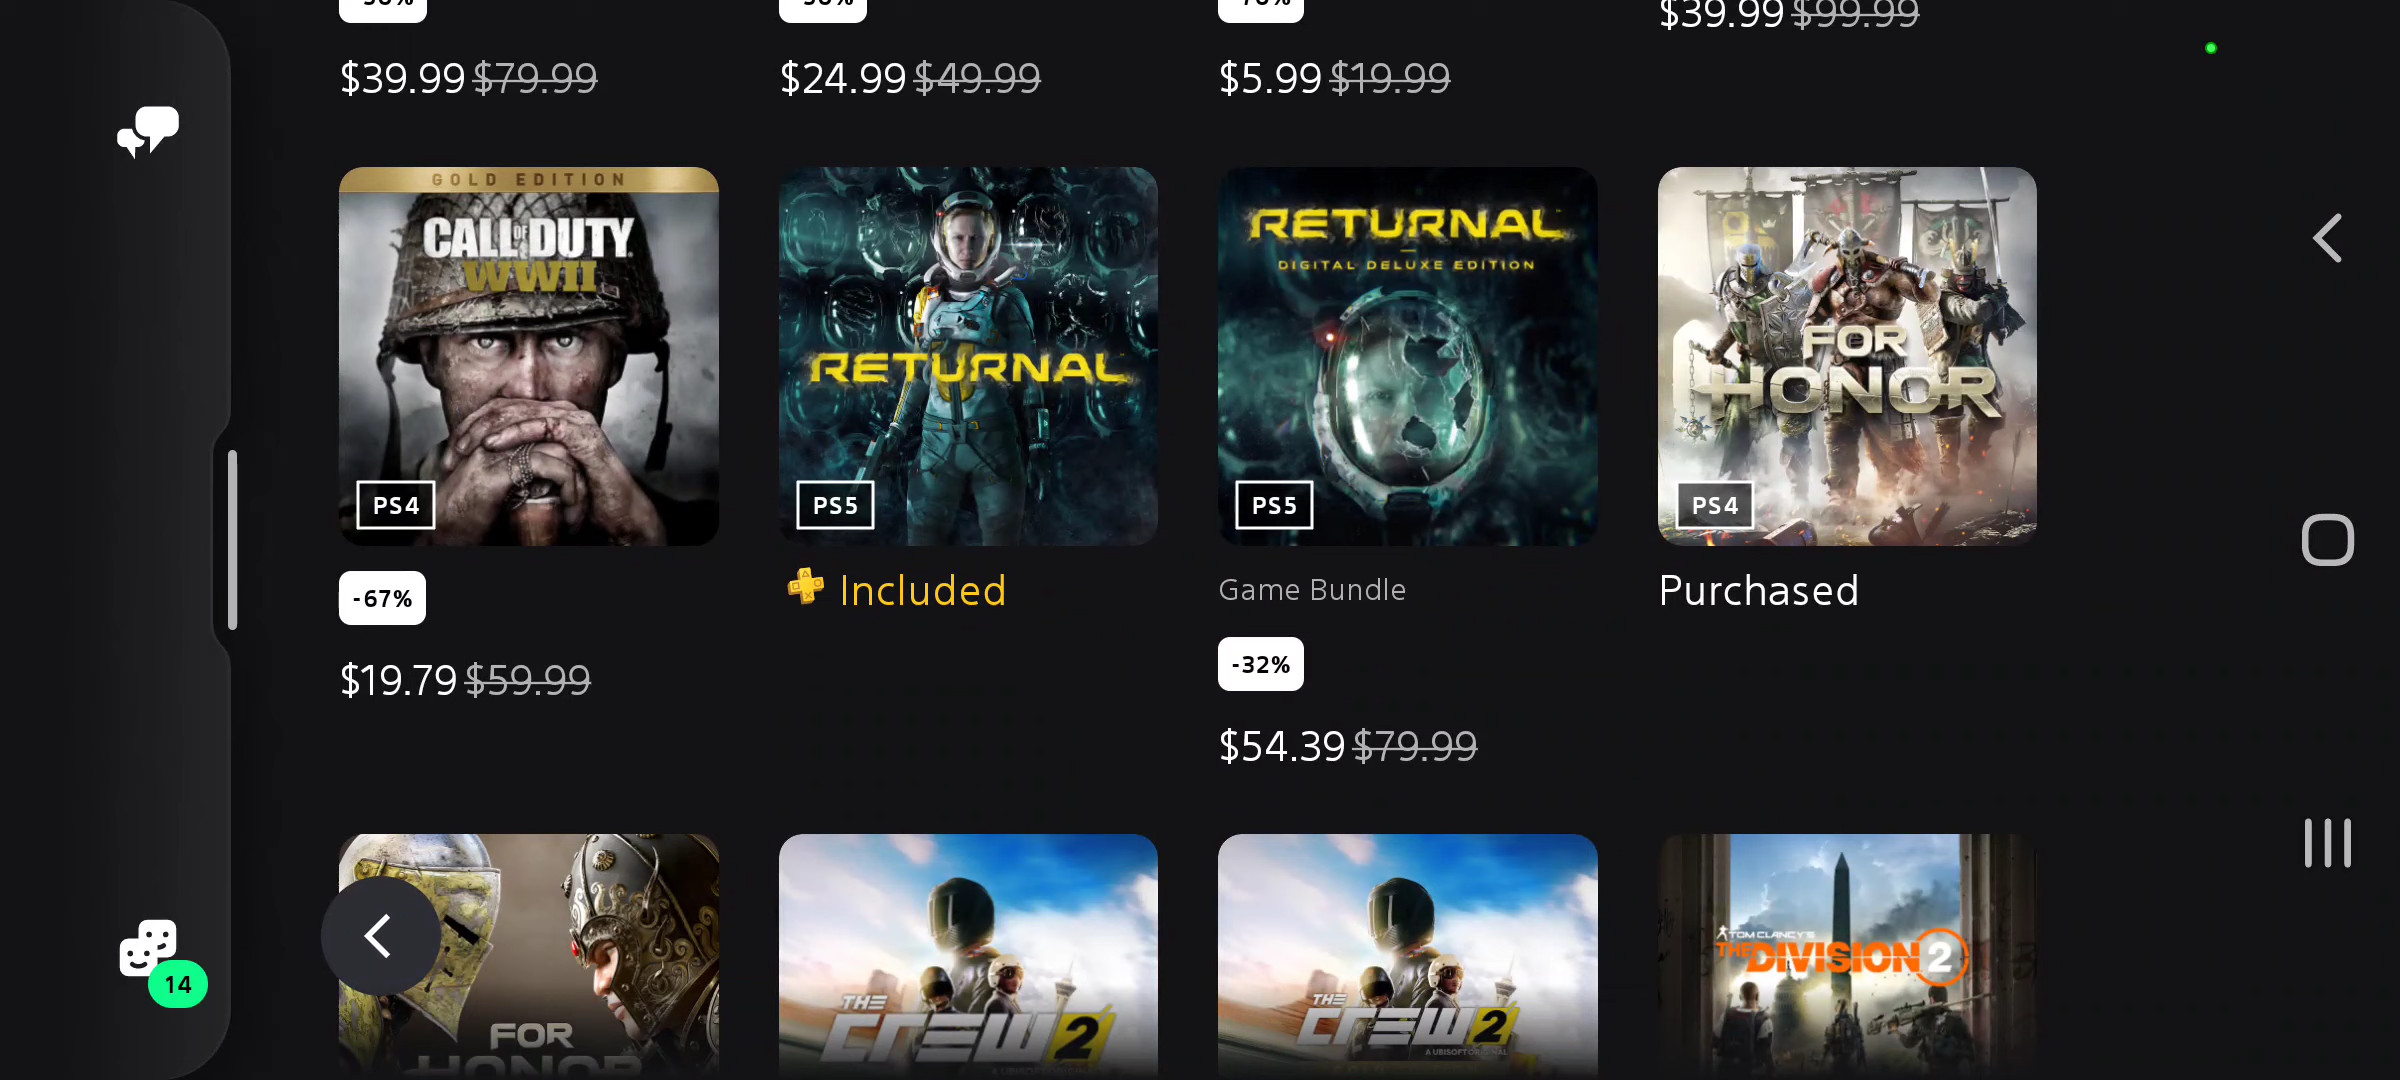 $39.99 $79.99
$24.99 $49.99
$5.99 $19.99
$39.99 $99.99
GOLD EDITION
CALL OF DUTY
WWII
PS4
-67%
$19.79 $59.99
RETURNAL
PS5
Included
RETURNAL
DIGITAL DELUXE EDITION
PS5
Game Bundle
-32%
$54.39 $79.99
FOR
HONOR
PS4
Purchased
14
FOR
HONOR
THE
CREW 2
THE
CREW 2
A UBISOFT ORIGINAL
TOM CLANCY'S
THE DIVISION 2